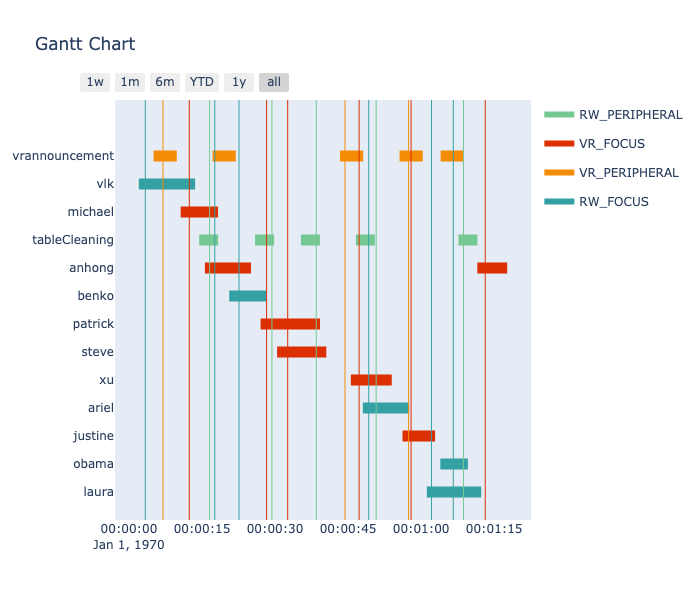 Gantt Chart
1w 1m 6m YTD 1y all
RW_PERIPHERAL
VR_FOCUS
VR_PERIPHERAL
RW_FOCUS
vrannouncement
vlk
michael
tableCleaning
anhong
benko
patrick
steve
xu
ariel
justine
obama
laura
00:00:00 00:00:15 00:00:30 00:00:45 00:01:00 00:01:15
Jan 1, 1970